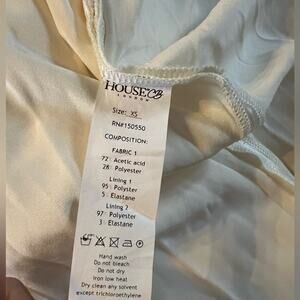 HOUSE CB
LONDON
Size: XS
RN#150550
COMPOSITION:
FABRIC 1
72% Acetic acid
28% Polyester
Lining 1
95% Polyester
5% Elastane
Lining 2
97% Polyester
3% Elastane
Hand wash
Do not bleach
Do not dry
Iron low heat
Dry clean any solvent
except trichloroethylene